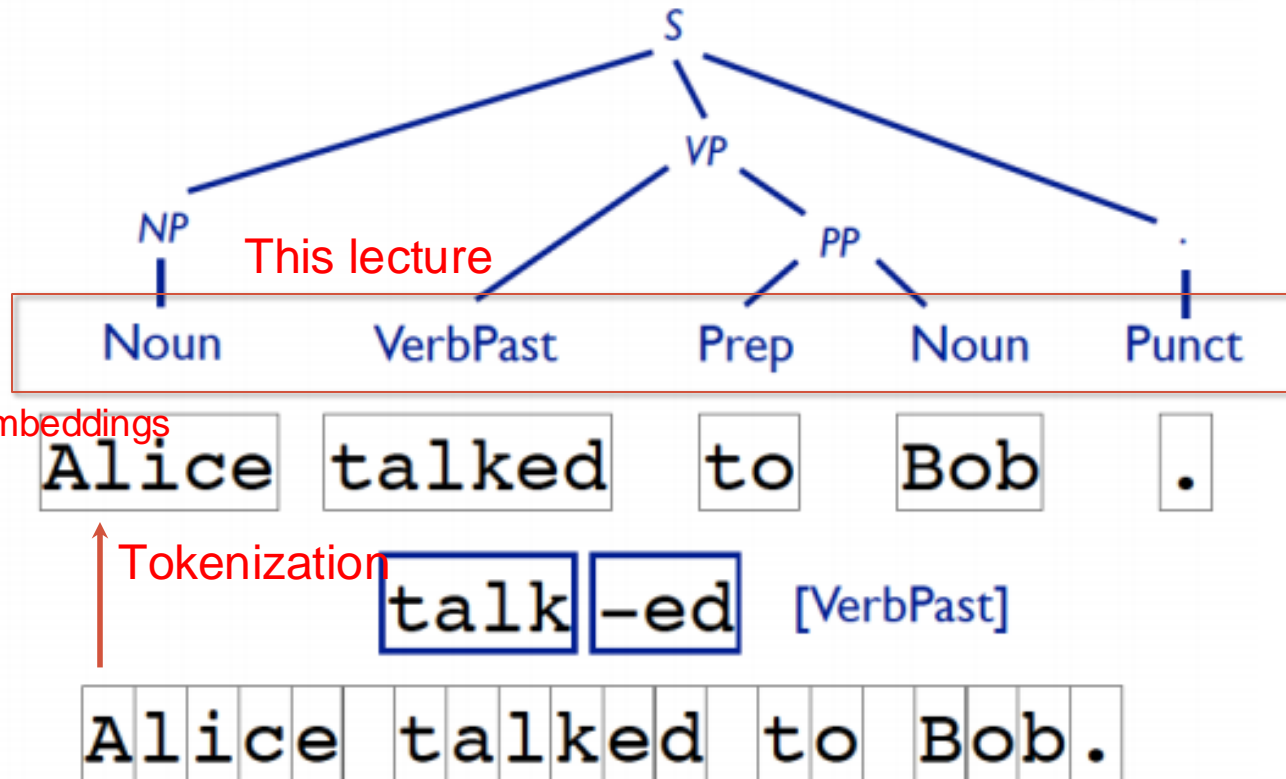 S
VP
NP
PP
.
This lecture
Noun VerbPast Prep Noun Punct
mbeddings
Alice talked to Bob .
Tokenization
talk -ed [VerbPast]
Alice talked to Bob.